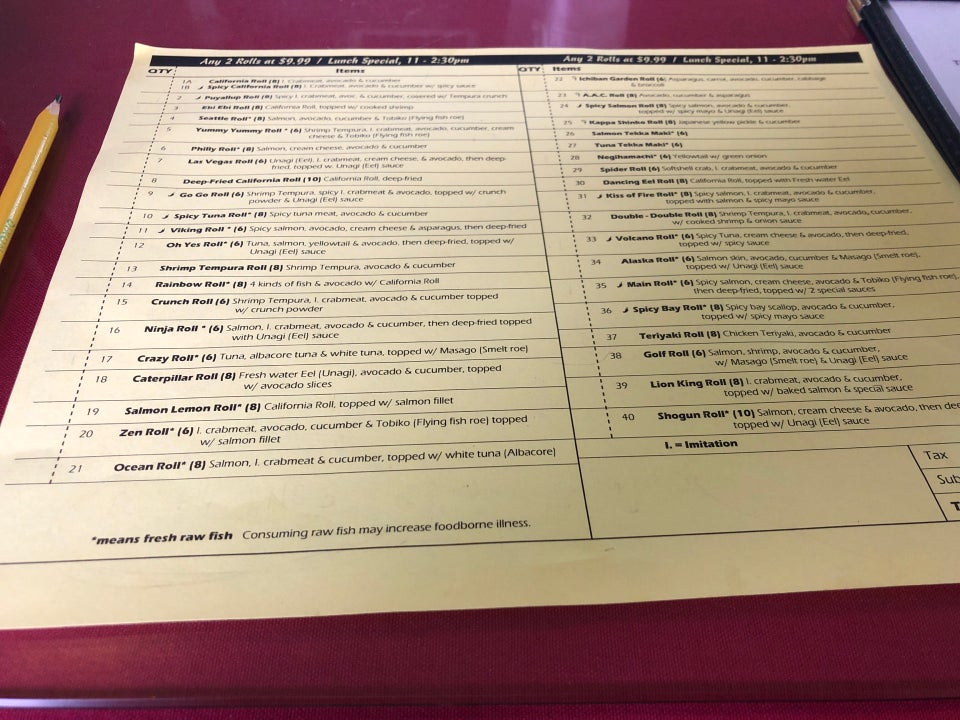 Any 2 Rolls at $9.99 / Lunch Special, 11 - 2:30pm
QTY Items
1A California Roll (8) I. Crabmeat, avocado & cucumber
1B Spicy California Roll (8) I. Crabmeat, avocado & cucumber w/ spicy sauce
2 Puyallup Roll (8) Spicy I. crabmeat, avoc. & cucumber, covered w/ Tempura crunch
3 Ebi Ebi Roll (8) California Roll, topped w/ cooked shrimp
4 Seattle Roll* (8) Salmon, avocado, cucumber & Tobiko (Flying fish Roe)
5 Yummy Yummy Roll * (6) Shrimp Tempura, I. crabmeat, avocado & cucumber, cream
cheese & Tobiko (Flying fish roe)
6 Philly Roll* (8) Salmon, cream cheese, avocado & cucumber
7 Las Vegas Roll (6) Unagi (Eel), I. crabmeat, cream cheese &, avocado, then deep-
fried, topped w. Unagi (Eel) sauce
8 Deep-Fried California Roll (10) California Roll, deep-fried
9 Go Go Roll (6) Shrimp Tempura, spicy I. crabmeat & avocado, topped w/ crunch
powder & Unagi (Eel) sauce
10 Spicy Tuna Roll* (8) Spicy tuna meat, avocado & cucumber
11 Viking Roll* (6) Spicy salmon, avocado, cream cheese & asparagus, then deep-fried
12 Oh Yes Roll* (6) Tuna, salmon, yellowtail & avocado, then deep-fried, topped w/
Unagi (Eel) sauce
13 Shrimp Tempura Roll (8) Shrimp Tempura, avocado & cucumber
14 Rainbow Roll* (8) 4 kinds of fish & avocado w/ California Roll
15 Crunch Roll (6) Shrimp Tempura, I. crabmeat, avocado & cucumber topped
w/ crunch powder
16 Ninja Roll * (6) Salmon, I. crabmeat, avocado & cucumber, then deep-fried topped
with Unagi (Eel) sauce
17 Crazy Roll* (6) Tuna, albacore tuna & white tuna, topped w/ Masago (Smelt roe)
18 Caterpillar Roll (8) Fresh water Eel (Unagi), avocado & cucumber, topped
w/ avocado slices
19 Salmon Lemon Roll* (8) California Roll, topped w/ salmon fillet
20 Zen Roll* (6) I. crabmeat, avocado, cucumber & Tobiko (Flying fish roe) topped
w/ salmon fillet
21 Ocean Roll* (8) Salmon, I. crabmeat & cucumber, topped w/ white tuna (Albacore)
*means fresh raw fish Consuming raw fish may increase foodborne illness.
Any 2 Rolls at $9.99 / Lunch Special, 11 - 2:30pm
QTY Items
22 Ichiban Garden Roll (6) Asparagus, carrot, avocado, cucumber, cabbage
& broccoli
23 A.A.C. Roll (8) Avocado, cucumber & asparagus
24 Spicy Salmon Roll (6) Spicy salmon, avocado & cucumber,
topped w/ spicy mayo & Unagi (Eel) sauce
25 Kappa Shinko Roll (8) Japanese yellow pickle & cucumber
26 Salmon Tekka Maki* (6)
27 Tuna Tekka Maki* (6)
28 Negihamachi* (6) Yellowtail w/ green onion
29 Spider Roll (6) Softshell crab, I. crabmeat, avocado & cucumber
30 Dancing Eel Roll (8) California Roll, topped with Fresh water Eel
31 Kiss of Fire Roll* (8) Spicy salmon, I. crabmeat, avocado & cucumber,
topped with salmon & spicy mayo sauce
32 Double - Double Roll (8) Shrimp Tempura, I. crabmeat, avocado, cucumber,
w/ cooked shrimp & onion sauce
33 Volcano Roll* (6) Spicy Tuna, cream cheese & avocado, then deep-fried,
topped w/ spicy sauce
34 Alaska Roll* (6) Salmon skin, avocado, cucumber & Masago (Smelt roe),
topped w/ Unagi (Eel) sauce
35 Main Roll* (6) Spicy salmon, cream cheese, avocado & Tobiko (Flying fish roe),
then deep-fried, topped w/ 2 special sauces
36 Spicy Bay Roll* (8) Spicy bay scallop, avocado & cucumber,
topped w/ spicy mayo sauce
37 Teriyaki Roll (8) Chicken Teriyaki, avocado & cucumber
38 Golf Roll (6) Salmon, shrimp, avocado & cucumber,
w/ Masago (Smelt roe) & Unagi (Eel) sauce
39 Lion King Roll (8) I. crabmeat, avocado & cucumber,
topped w/ baked salmon & special sauce
40 Shogun Roll* (10) Salmon, cream cheese & avocado, then dee
topped w/ Unagi (Eel) sauce
I. = Imitation
Tax
Sub
T